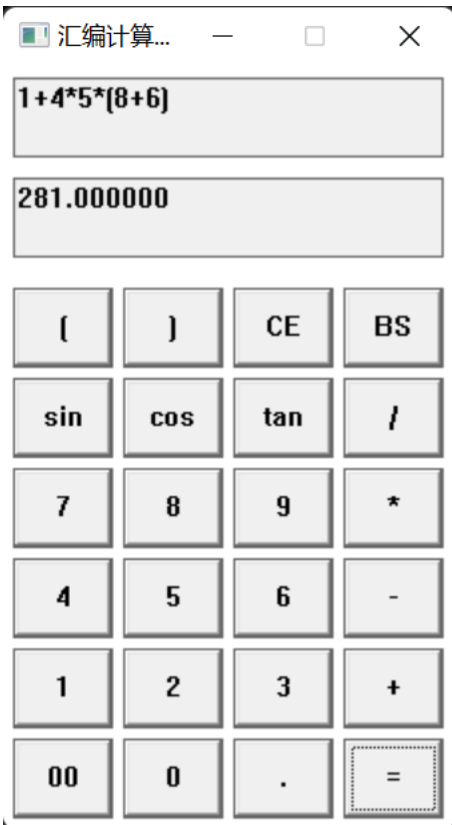 汇编计算...
1+4*5*(8+6)
281.000000
( ) CE BS
sin cos tan /
7 8 9 *
4 5 6 -
1 2 3 +
00 0 . =